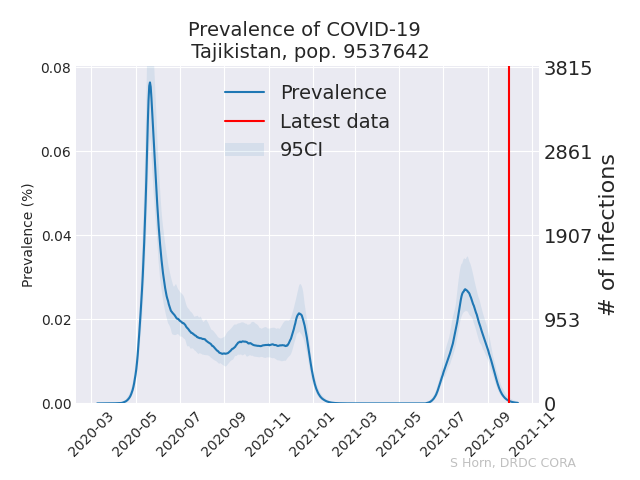 Prevalence of COVID-19
Tajikistan, pop. 9537642
Prevalence
Latest data
95CI
0.08
0.06
0.04
0.02
0.00
Prevalence (%)
3815
2861
1907
953
0
# of infections
2020-03
2020-05
2020-07
2020-09
2020-11
2021-01
2021-03
2021-05
2021-07
2021-09
2021-11
S Horn, DRDC CORA